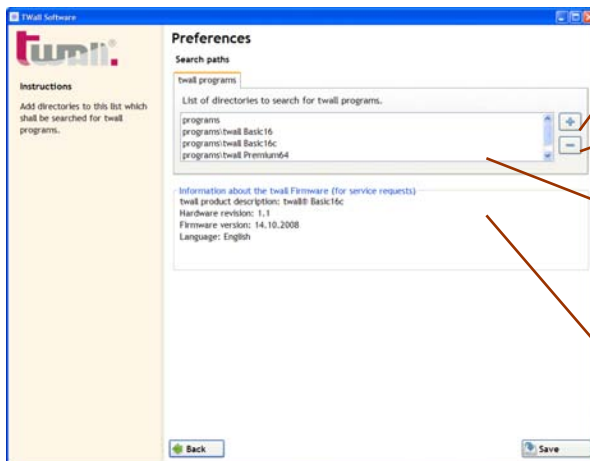 TWall Software
twall®
Preferences
Search paths
Instructions
Add directories to this list which
shall be searched for twall
programs.
twall programs
List of directories to search for twall programs.
programs
programs\twall Basic16
programs\twall Basic16c
programs\twall Premium64
Information about the twall Firmware (for service requests)
twall product description: twall® Basic16c
Hardware revision: 1.1
Firmware version: 14.10.2008
Language: English
Back
Save